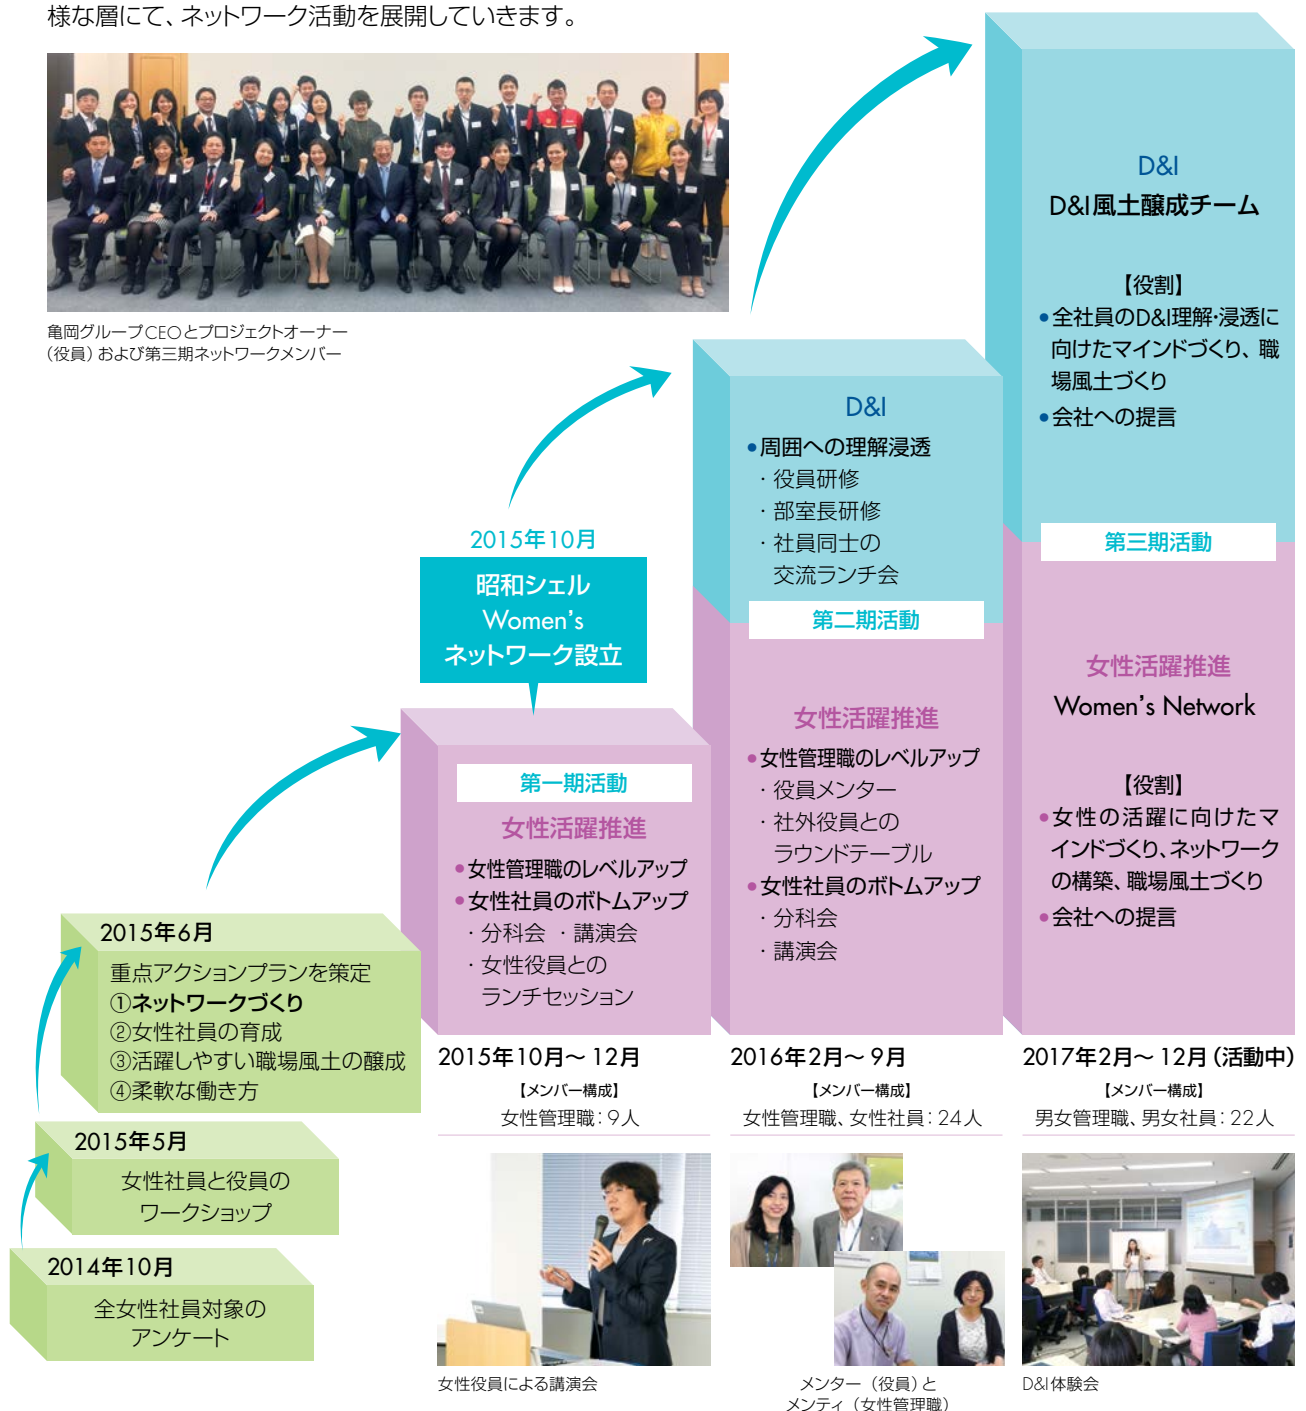 様な層にて、ネットワーク活動を展開していきます。
亀岡グループCEOとプロジェクトオーナー
（役員）および第三期ネットワークメンバー
2014年10月
全女性社員対象の
アンケート
2015年5月
女性社員と役員の
ワークショップ
2015年6月
重点アクションプランを策定
①ネットワークづくり
②女性社員の育成
③活躍しやすい職場風土の醸成
④柔軟な働き方
2015年10月
昭和シェル
Women's
ネットワーク設立
第一期活動
女性活躍推進
●女性管理職のレベルアップ
●女性社員のボトムアップ
・分科会 ・講演会
・女性役員との
ランチセッション
2015年10月～12月
【メンバー構成】
女性管理職：9人
女性役員による講演会
D&I
●周囲への理解浸透
・役員研修
・部室長研修
・社員同士の
交流ランチ会
第二期活動
女性活躍推進
●女性管理職のレベルアップ
・役員メンター
・社外役員との
ラウンドテーブル
●女性社員のボトムアップ
・分科会
・講演会
2016年2月～9月
【メンバー構成】
女性管理職、女性社員：24人
メンター（役員）と
メンティ（女性管理職）
D&I
D&I風土醸成チーム
【役割】
●全社員のD&I理解・浸透に
向けたマインドづくり、職
場風土づくり
●会社への提言
第三期活動
女性活躍推進
Women's Network
【役割】
●女性の活躍に向けたマ
インドづくり、ネットワーク
の構築、職場風土づくり
●会社への提言
2017年2月～12月（活動中）
【メンバー構成】
男女管理職、男女社員：22人
D&I体験会